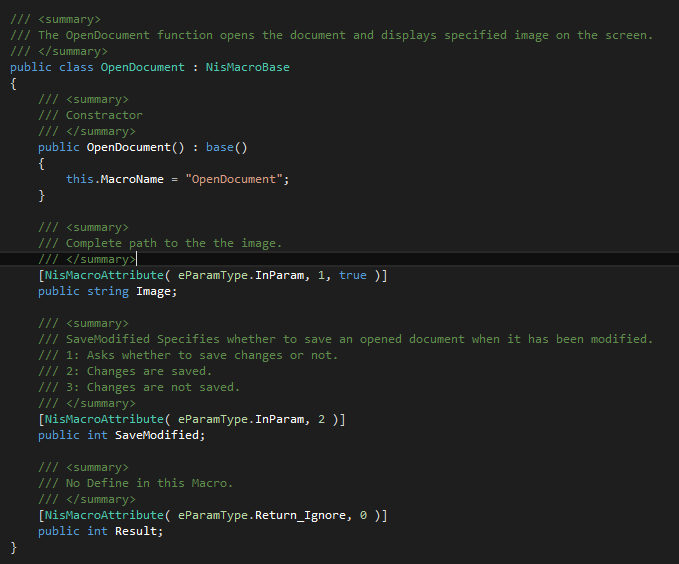 /// <summary>
/// The OpenDocument function opens the document and displays specified image on the screen.
/// </summary>
public class OpenDocument : NisMacroBase
{
    /// <summary>
    /// Constractor
    /// </summary>
    public OpenDocument() : base()
    {
        this.MacroName = "OpenDocument";
    }

    /// <summary>
    /// Complete path to the the image.
    /// </summary>
    [NisMacroAttribute( eParamType.InParam, 1, true )]
    public string Image;

    /// <summary>
    /// SaveModified Specifies whether to save an opened document when it has been modified.
    /// 1: Asks whether to save changes or not.
    /// 2: Changes are saved.
    /// 3: Changes are not saved.
    /// </summary>
    [NisMacroAttribute( eParamType.InParam, 2 )]
    public int SaveModified;

    /// <summary>
    /// No Define in this Macro.
    /// </summary>
    [NisMacroAttribute( eParamType.Return_Ignore, 0 )]
    public int Result;
}